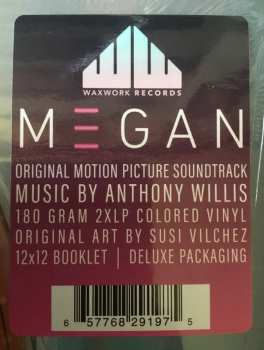 WAXWORK RECORDS
MEGAN
ORIGINAL MOTION PICTURE SOUNDTRACK
MUSIC BY ANTHONY WILLIS
180 GRAM 2XLP COLORED VINYL
ORIGINAL ART BY SUSI VILCHEZ
12x12 BOOKLET | DELUXE PACKAGING
6 57768 29197 5